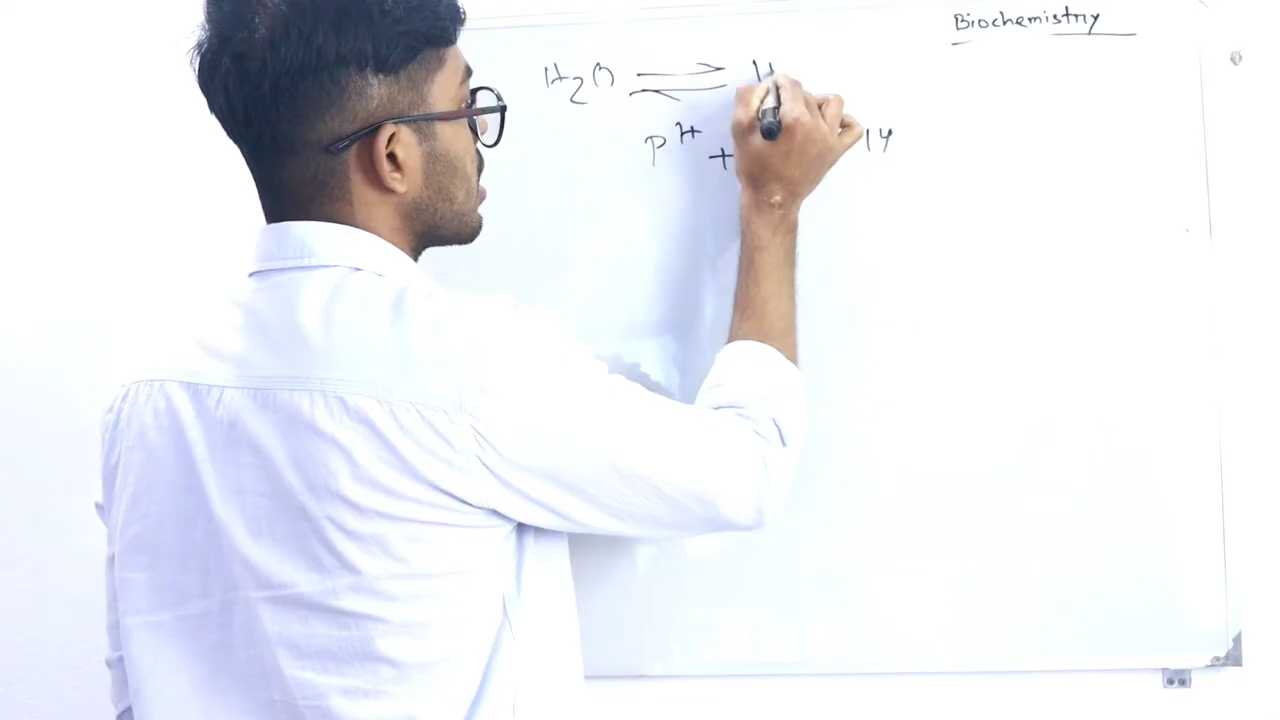 Biochemistry
H2O ⇌ H
pH + 14